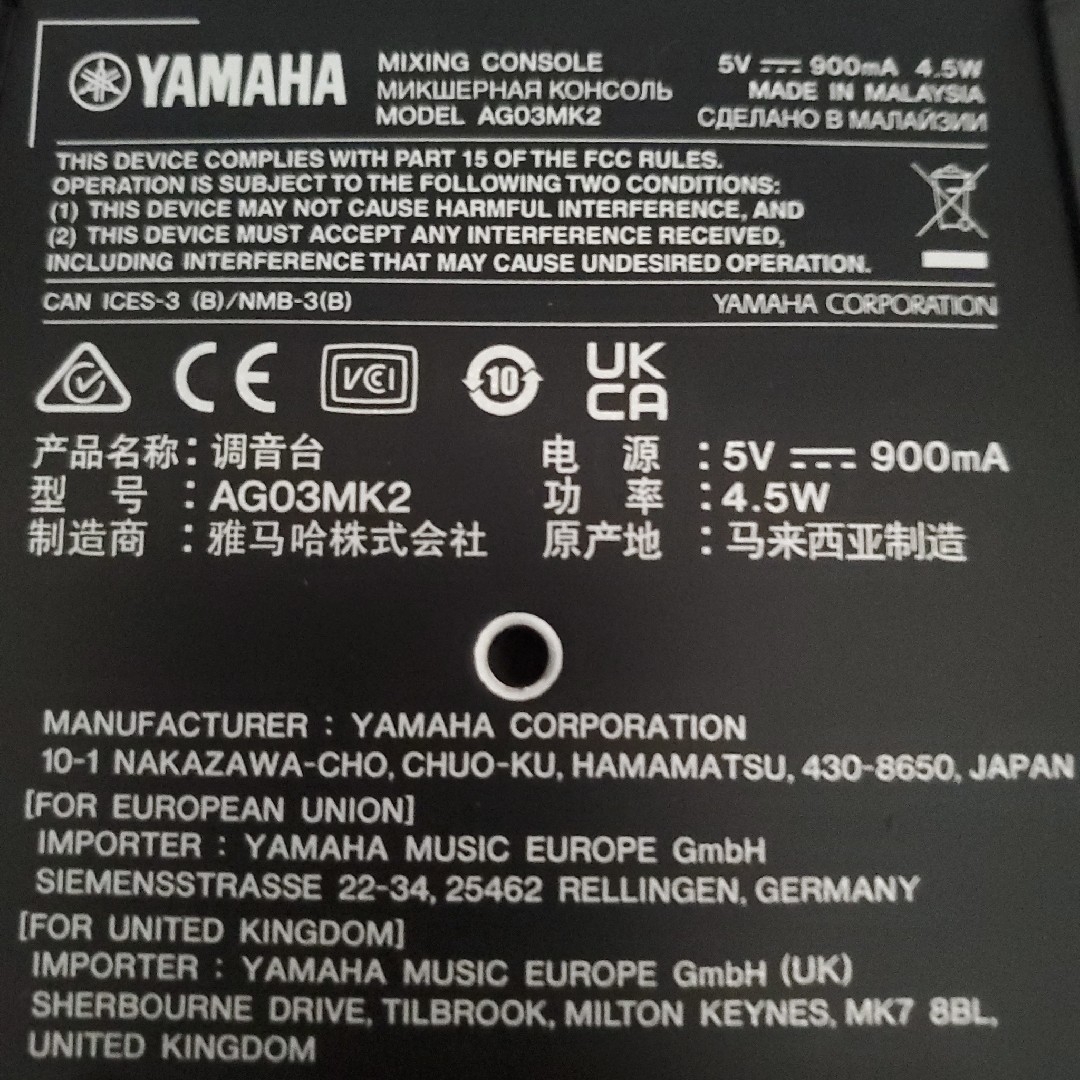 YAMAHA
MIXING CONSOLE
МИКШЕРНАЯ КОНСОЛЬ
MODEL AG03MK2
5V ⎓ 900mA 4.5W
MADE IN MALAYSIA
СДЕЛАНО В МАЛАЙЗИИ
THIS DEVICE COMPLIES WITH PART 15 OF THE FCC RULES.
OPERATION IS SUBJECT TO THE FOLLOWING TWO CONDITIONS:
(1) THIS DEVICE MAY NOT CAUSE HARMFUL INTERFERENCE, AND
(2) THIS DEVICE MUST ACCEPT ANY INTERFERENCE RECEIVED,
INCLUDING INTERFERENCE THAT MAY CAUSE UNDESIRED OPERATION.
CAN ICES-3 (B)/NMB-3(B)
YAMAHA CORPORATION
CE
VCI
10
UK
CA
产品名称：调音台
型号：AG03MK2
制造商：雅马哈株式会社
电源：5V ⎓ 900mA
功率：4.5W
原产地：马来西亚制造
MANUFACTURER : YAMAHA CORPORATION
10-1 NAKAZAWA-CHO, CHUO-KU, HAMAMATSU, 430-8650, JAPAN
[FOR EUROPEAN UNION]
IMPORTER : YAMAHA MUSIC EUROPE GmbH
SIEMENSSTRASSE 22-34, 25462 RELLINGEN, GERMANY
[FOR UNITED KINGDOM]
IMPORTER : YAMAHA MUSIC EUROPE GmbH (UK)
SHERBOURNE DRIVE, TILBROOK, MILTON KEYNES, MK7 8BL,
UNITED KINGDOM